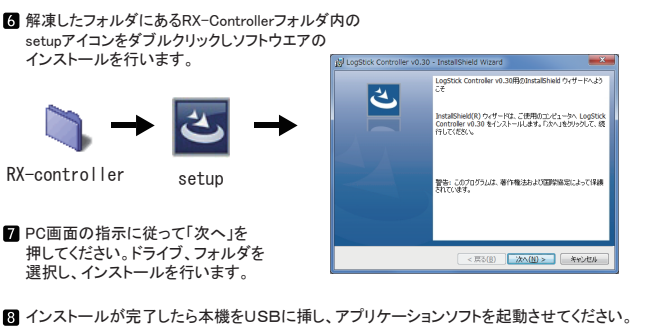 6 解凍したフォルダにあるRX-Controllerフォルダ内の
setupアイコンをダブルクリックしソフトウエアの
インストールを行います。
RX-controller
setup
LogStick Controller v0.30 - InstallShield Wizard
LogStick Controller v0.30用のInstallShield ウィザードへよう
こそ
InstallShield(R) ウィザードは、ご使用のコンピュータへ LogStick
Controller v0.30 をインストールします。「次へ」をクリックして、続
行してください。
警告: このプログラムは、著作権法および国際協定によって保護
されています。
< 戻る(B)
次へ(N) >
キャンセル
7 PC画面の指示に従って「次へ」を
押してください。ドライブ、フォルダを
選択し、インストールを行います。
8 インストールが完了したら本機をUSBに挿し、アプリケーションソフトを起動させてください。